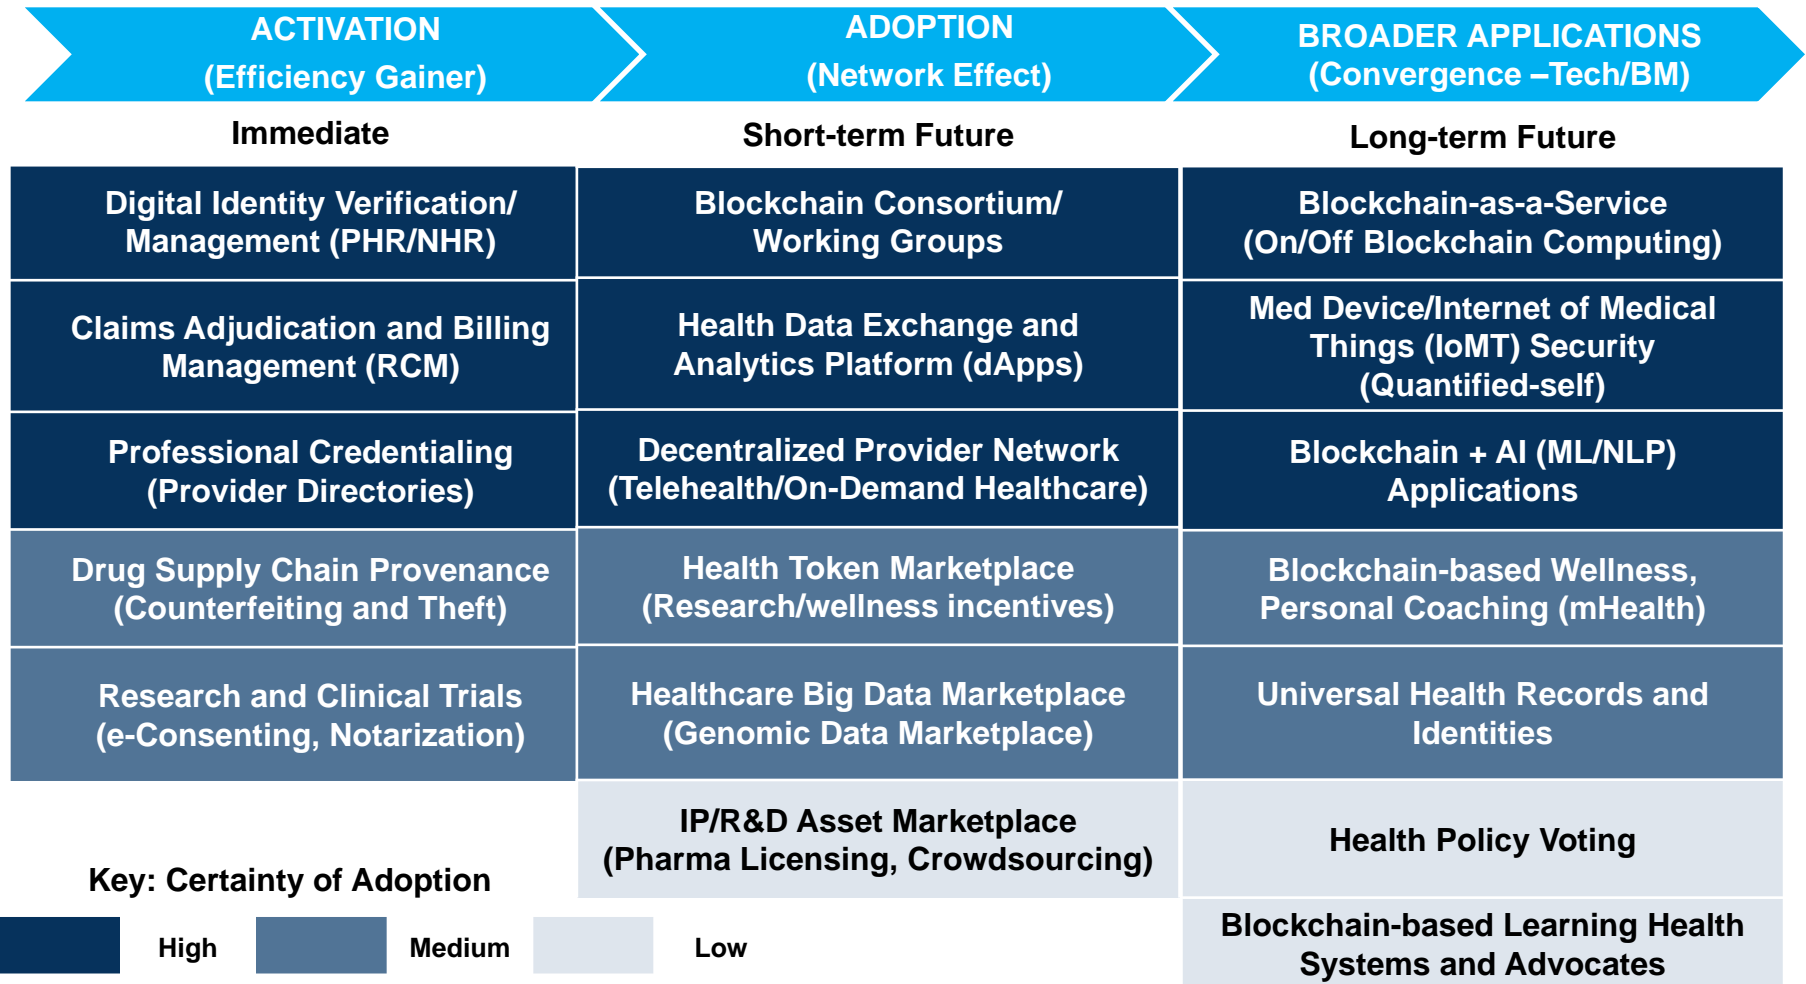 ACTIVATION
(Efficiency Gainer)
ADOPTION
(Network Effect)
BROADER APPLICATIONS
(Convergence –Tech/BM)
Immediate
Short-term Future
Long-term Future
Digital Identity Verification/
Management (PHR/NHR)
Claims Adjudication and Billing
Management (RCM)
Professional Credentialing
(Provider Directories)
Drug Supply Chain Provenance
(Counterfeiting and Theft)
Research and Clinical Trials
(e-Consenting, Notarization)
Blockchain Consortium/
Working Groups
Health Data Exchange and
Analytics Platform (dApps)
Decentralized Provider Network
(Telehealth/On-Demand Healthcare)
Health Token Marketplace
(Research/wellness incentives)
Healthcare Big Data Marketplace
(Genomic Data Marketplace)
IP/R&D Asset Marketplace
(Pharma Licensing, Crowdsourcing)
Blockchain-as-a-Service
(On/Off Blockchain Computing)
Med Device/Internet of Medical
Things (IoMT) Security
(Quantified-self)
Blockchain + AI (ML/NLP)
Applications
Blockchain-based Wellness,
Personal Coaching (mHealth)
Universal Health Records and
Identities
Health Policy Voting
Blockchain-based Learning Health
Systems and Advocates
Key: Certainty of Adoption
High
Medium
Low